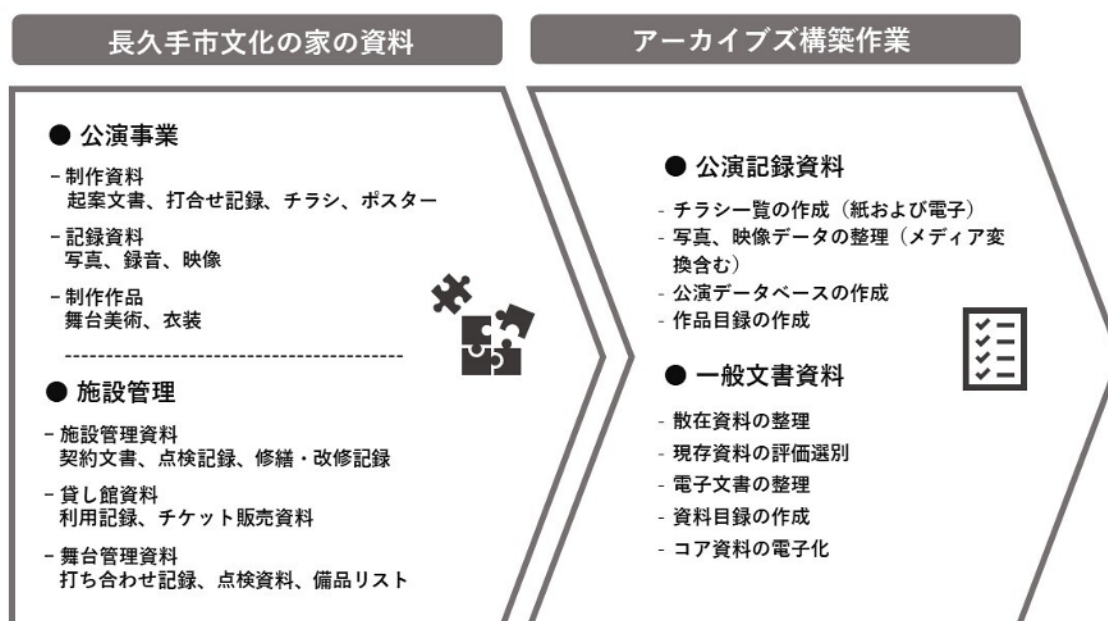 長久手市文化の家の資料
● 公演事業
- 制作資料
起案文書、打合せ記録、チラシ、ポスター
- 記録資料
写真、録音、映像
- 制作作品
舞台美術、衣装
● 施設管理
- 施設管理資料
契約文書、点検記録、修繕・改修記録
- 貸し館資料
利用記録、チケット販売資料
- 舞台管理資料
打ち合わせ記録、点検資料、備品リスト
アーカイブズ構築作業
● 公演記録資料
- チラシ一覧の作成（紙および電子）
- 写真、映像データの整理（メディア変
換含む）
- 公演データベースの作成
- 作品目録の作成
● 一般文書資料
- 散在資料の整理
- 現存資料の評価選別
- 電子文書の整理
- 資料目録の作成
- コア資料の電子化